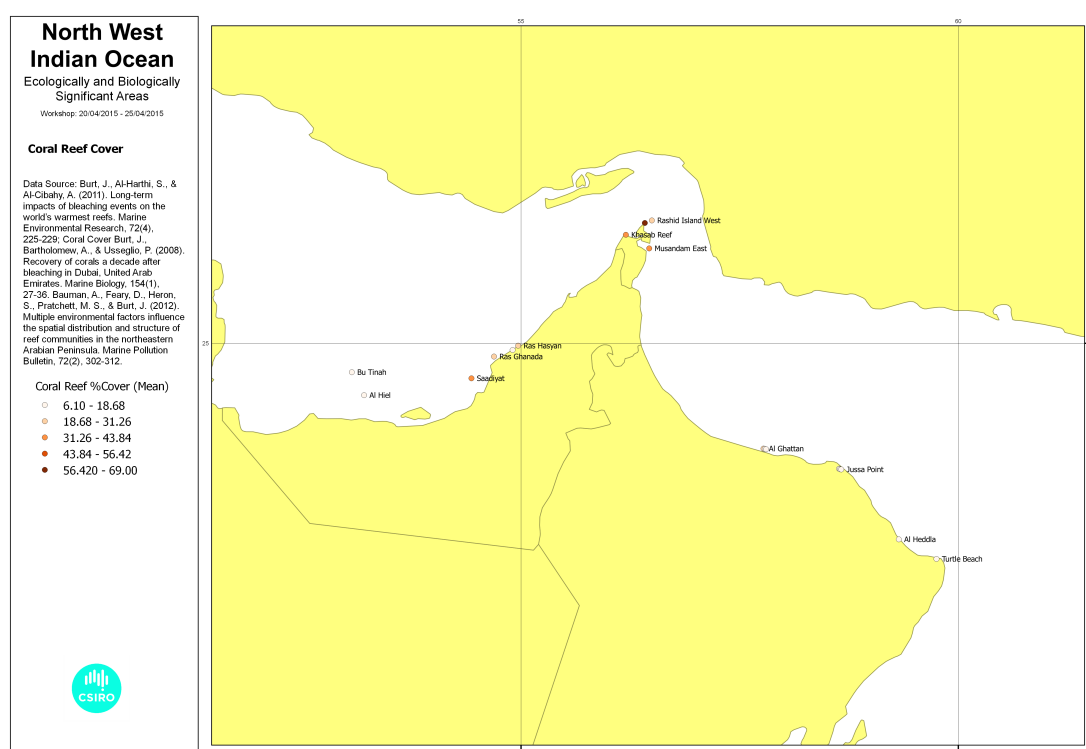 North West
Indian Ocean
Ecologically and Biologically
Significant Areas
Workshop: 20/04/2015 - 25/04/2015
Coral Reef Cover
Data Source: Burt, J., Al-Harthi, S., &
Al-Cibahy, A. (2011). Long-term
impacts of bleaching events on the
world's warmest reefs. Marine
Environmental Research, 72(4),
225-229; Coral Cover Burt, J.,
Bartholomew, A., & Usseglio, P. (2008).
Recovery of corals a decade after
bleaching in Dubai, United Arab
Emirates. Marine Biology, 154(1),
27-36. Bauman, A., Feary, D., Heron,
S., Pratchett, M. S., & Burt, J. (2012).
Multiple environmental factors influence
the spatial distribution and structure of
reef communities in the northeastern
Arabian Peninsula. Marine Pollution
Bulletin, 72(2), 302-312.
Coral Reef %Cover (Mean)
6.10 - 18.68
18.68 - 31.26
31.26 - 43.84
43.84 - 56.42
56.420 - 69.00
CSIRO
55
60
25
Rashid Island West
Khasab Reef
Musandam East
Ras Hasyan
Ras Ghanada
Bu Tinah
Saadiyat
Al Hiel
Al Ghattan
Jussa Point
Al Heddla
Turtle Beach